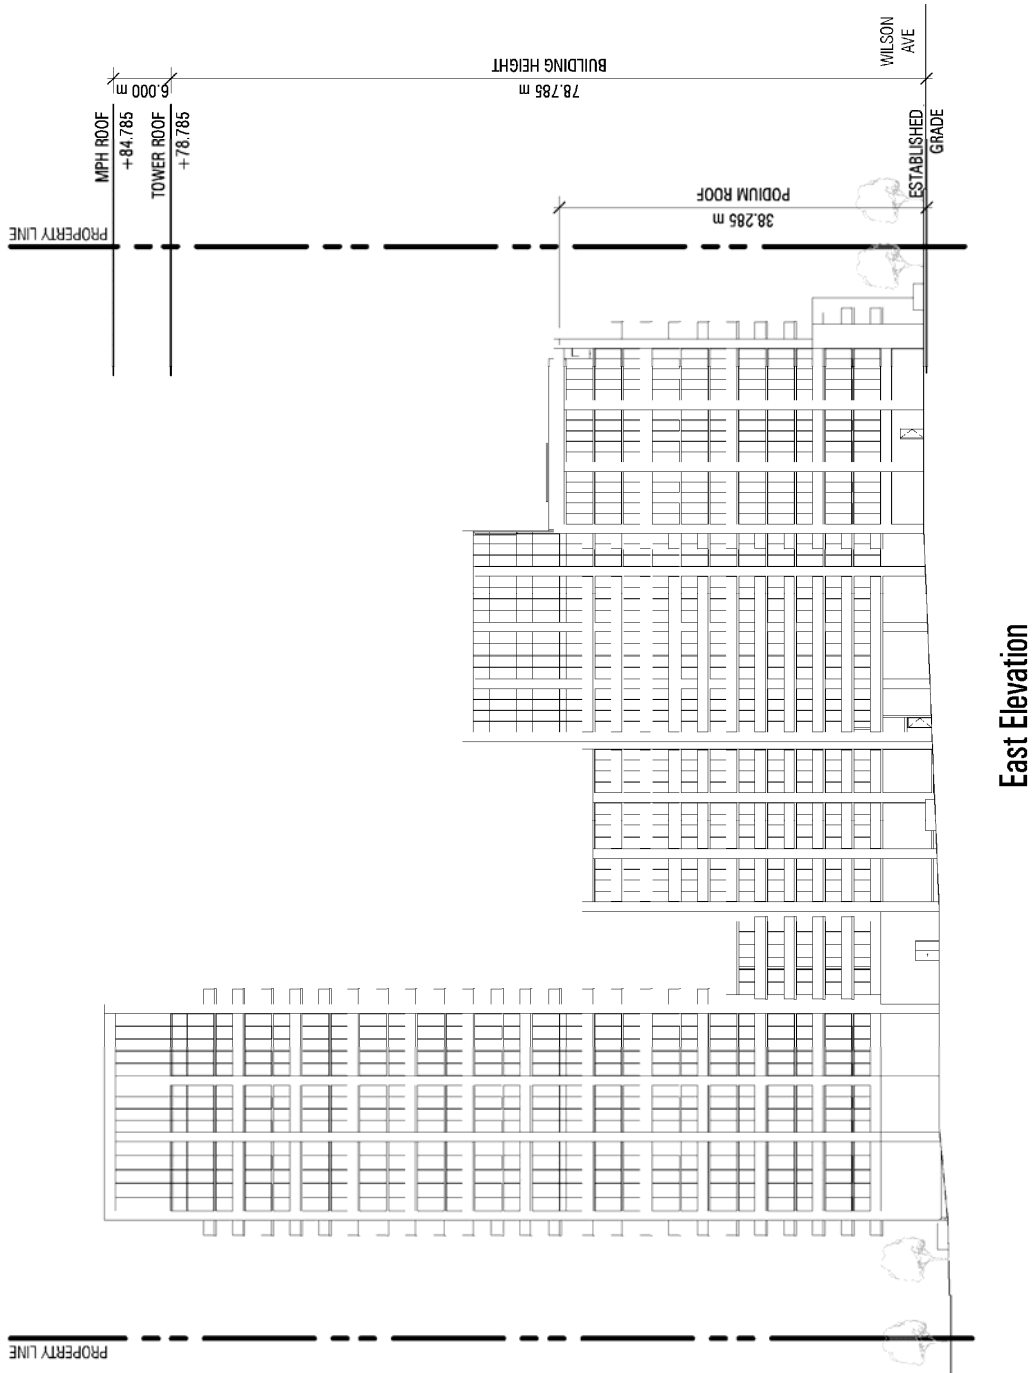 PROPERTY LINE
MPH ROOF
+84.785
TOWER ROOF
+78.785
6.000 m
BUILDING HEIGHT
78.785 m
PODIUM ROOF
38.285 m
WILSON
AVE
ESTABLISHED
GRADE
PROPERTY LINE
East Elevation